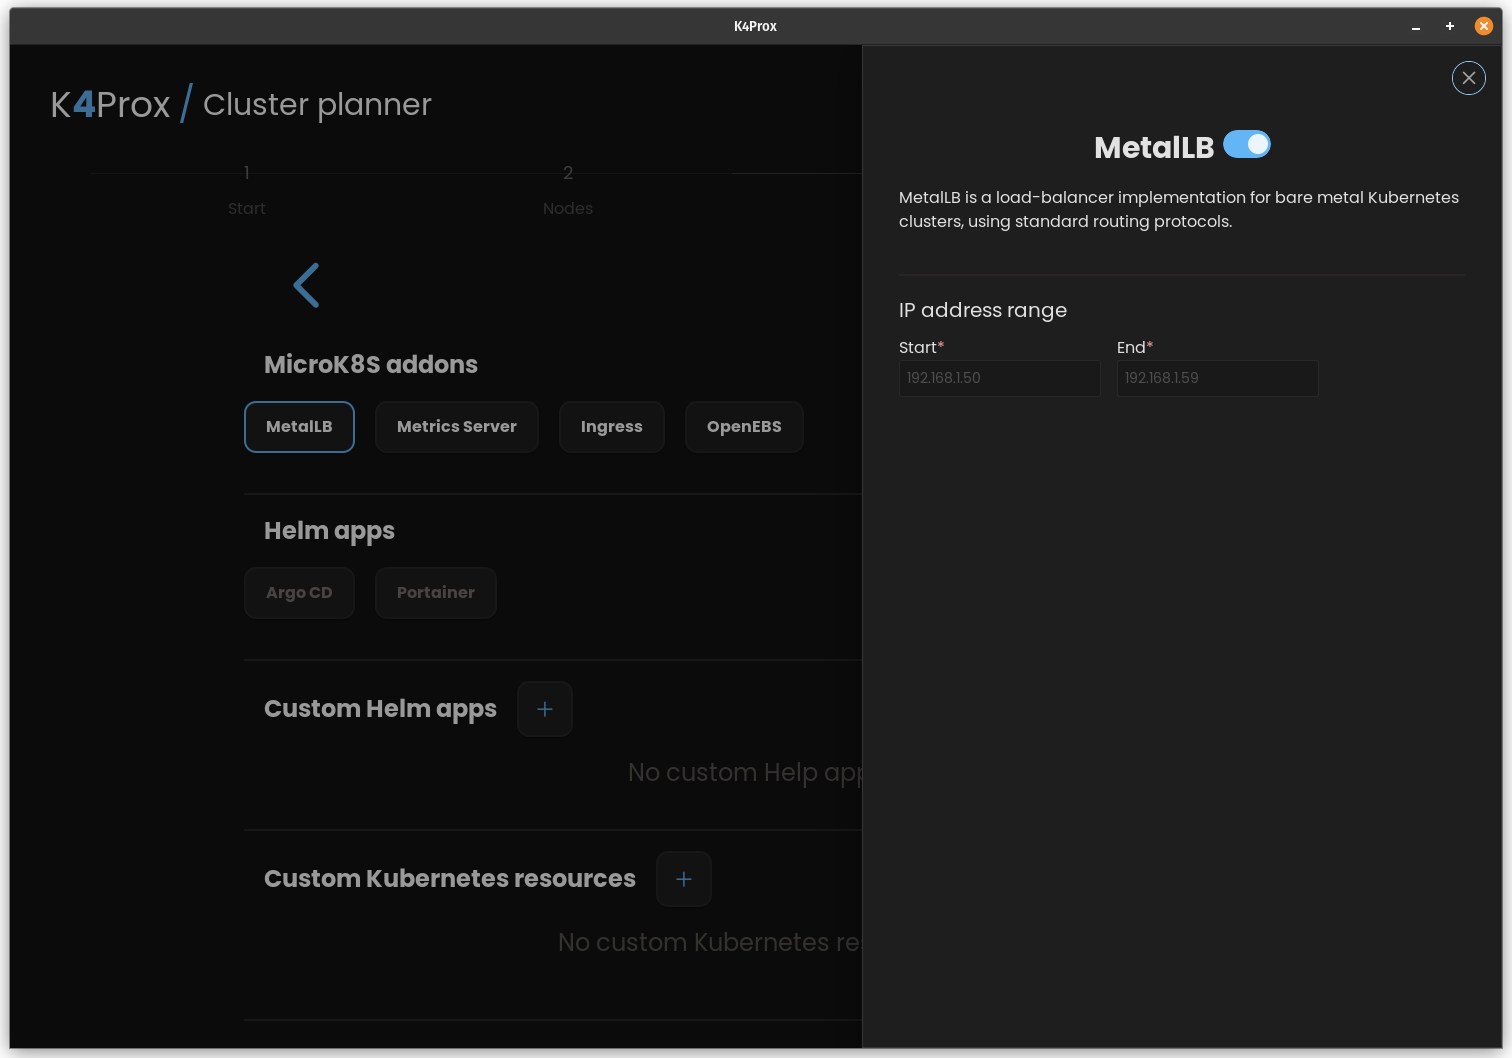 K4Prox
K4Prox / Cluster planner
1
2
Start
Nodes
MicroK8S addons
MetalLB
Metrics Server
Ingress
OpenEBS
Helm apps
Argo CD
Portainer
Custom Helm apps
+
No custom Help app
Custom Kubernetes resources
+
No custom Kubernetes re
MetalLB
MetalLB is a load-balancer implementation for bare metal Kubernetes
clusters, using standard routing protocols.
IP address range
Start*
End*
192.168.1.50
192.168.1.59